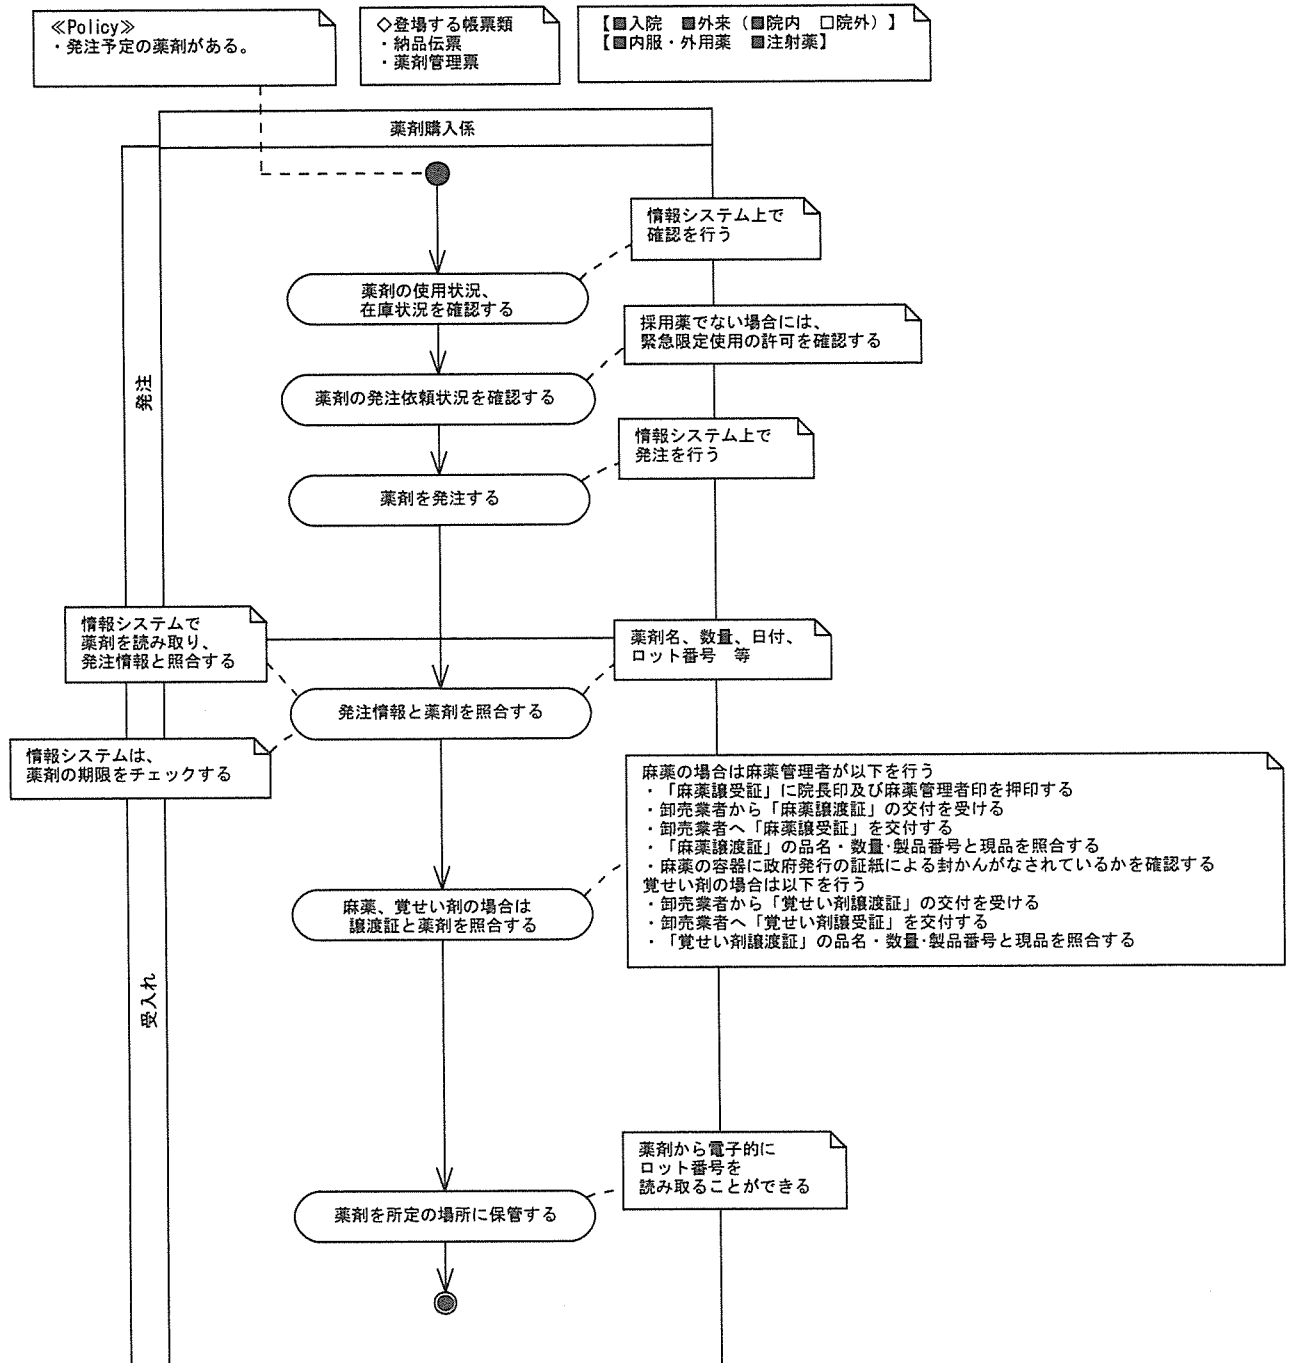 ≪Policy≫
・発注予定の薬剤がある。
◇登場する帳票類
・納品伝票
・薬剤管理票
【■入院　■外来（■院内　□院外）】
【■内服・外用薬　■注射薬】
薬剤購入係
情報システム上で
確認を行う
薬剤の使用状況、
在庫状況を確認する
採用薬でない場合には、
緊急限定使用の許可を確認する
発注
薬剤の発注依頼状況を確認する
情報システム上で
発注を行う
薬剤を発注する
情報システムで
薬剤を読み取り、
発注情報と照合する
薬剤名、数量、日付、
ロット番号　等
発注情報と薬剤を照合する
情報システムは、
薬剤の期限をチェックする
麻薬の場合は麻薬管理者が以下を行う
・「麻薬譲受証」に院長印及び麻薬管理者印を押印する
・卸売業者から「麻薬譲渡証」の交付を受ける
・卸売業者へ「麻薬譲受証」を交付する
・「麻薬譲渡証」の品名・数量・製品番号と現品を照合する
・麻薬の容器に政府発行の証紙による封かんがなされているかを確認する
覚せい剤の場合は以下を行う
・卸売業者から「覚せい剤譲渡証」の交付を受ける
・卸売業者へ「覚せい剤譲受証」を交付する
・「覚せい剤譲渡証」の品名・数量・製品番号と現品を照合する
麻薬、覚せい剤の場合は
譲渡証と薬剤を照合する
受入れ
薬剤から電子的に
ロット番号を
読み取ることができる
薬剤を所定の場所に保管する